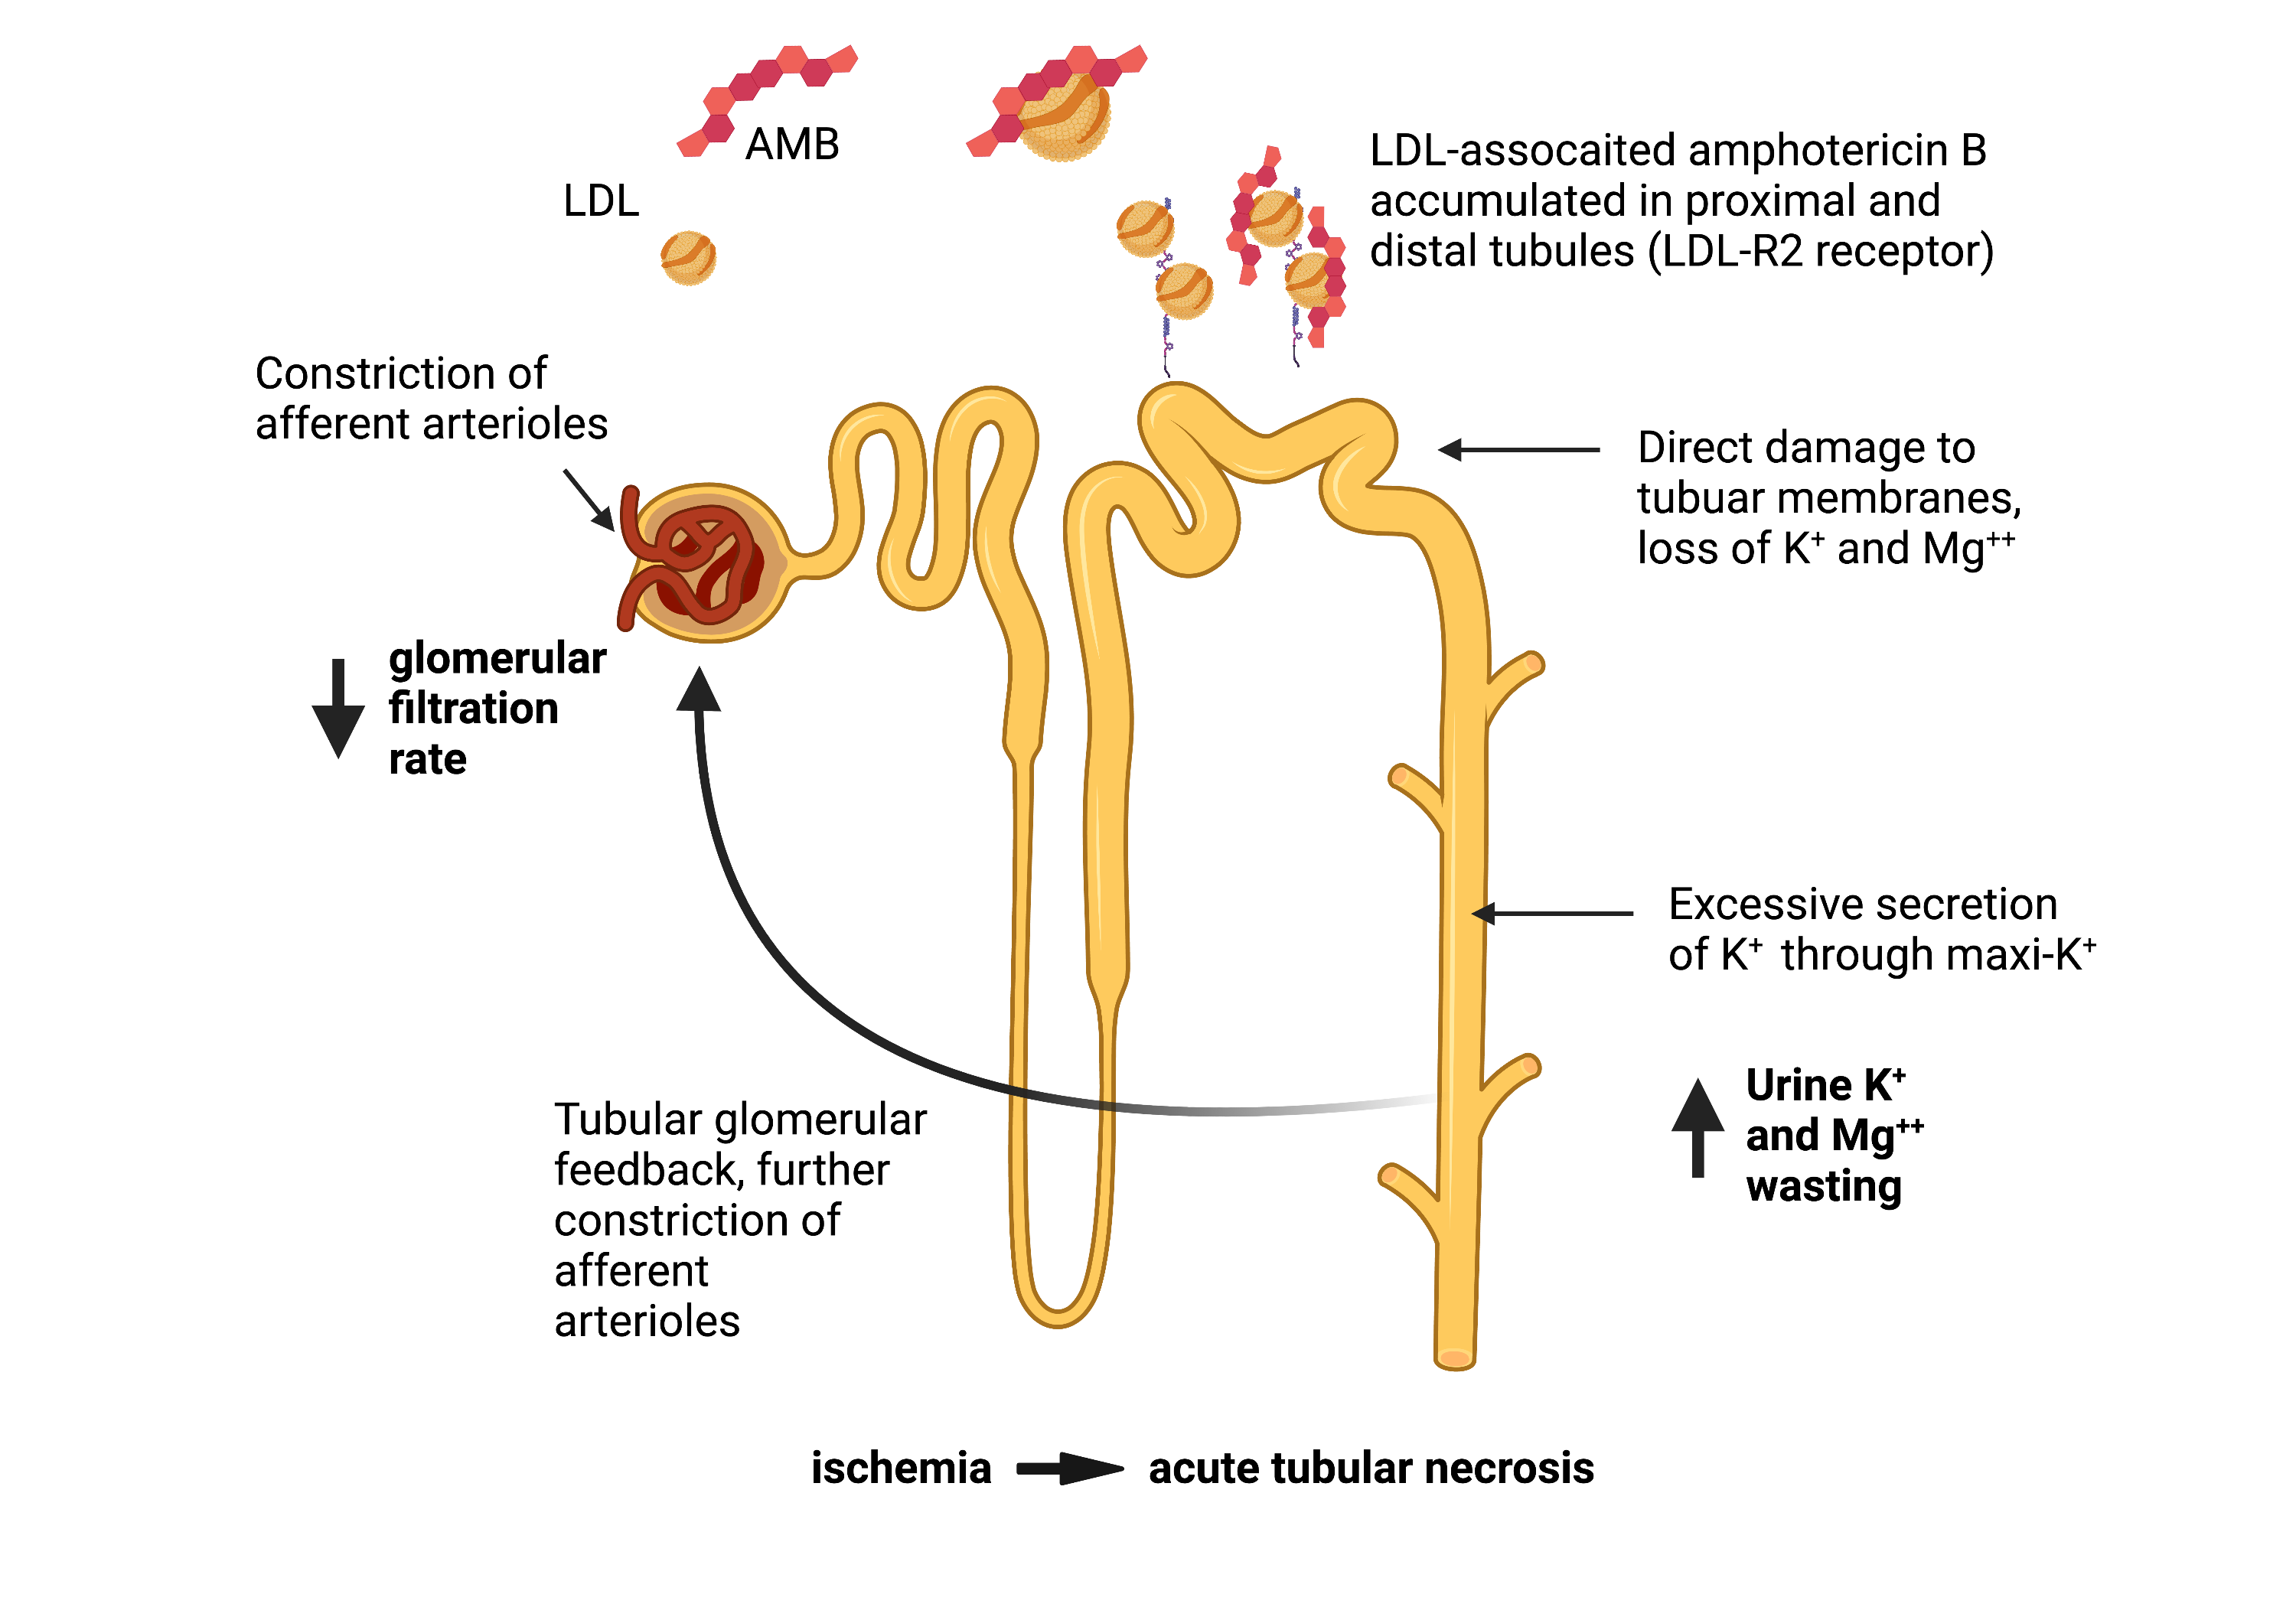 AMB
LDL
LDL-assocaited amphotericin B
accumulated in proximal and
distal tubules (LDL-R2 receptor)
Constriction of
afferent arterioles
Direct damage to
tubuar membranes,
loss of K⁺ and Mg⁺⁺
glomerular
filtration
rate
Excessive secretion
of K⁺ through maxi-K⁺
Urine K⁺
and Mg⁺⁺
wasting
Tubular glomerular
feedback, further
constriction of
afferent
arterioles
ischemia
acute tubular necrosis